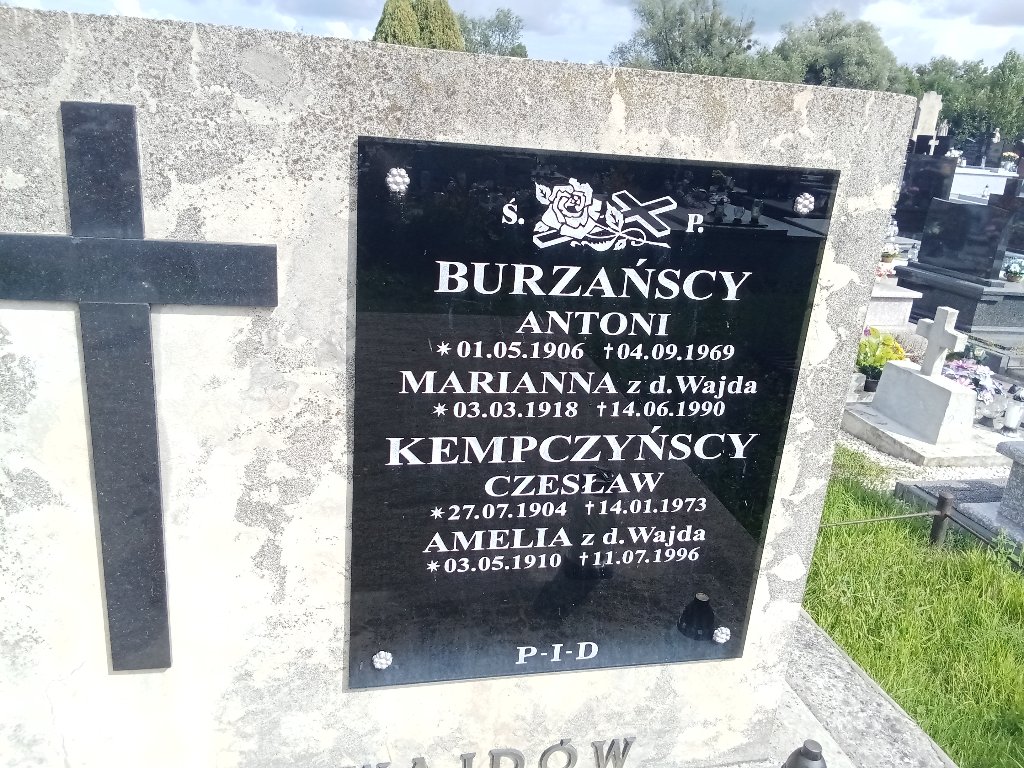 Ś. P.
BURZAŃSCY
ANTONI
*01.05.1906 †04.09.1969
MARIANNA z d. Wajda
*03.03.1918 †14.06.1990
KEMPCZYŃSCY
CZESŁAW
*27.07.1904 †14.01.1973
AMELIA z d. Wajda
*03.05.1910 †11.07.1996
P-I-D
WAJDÓW